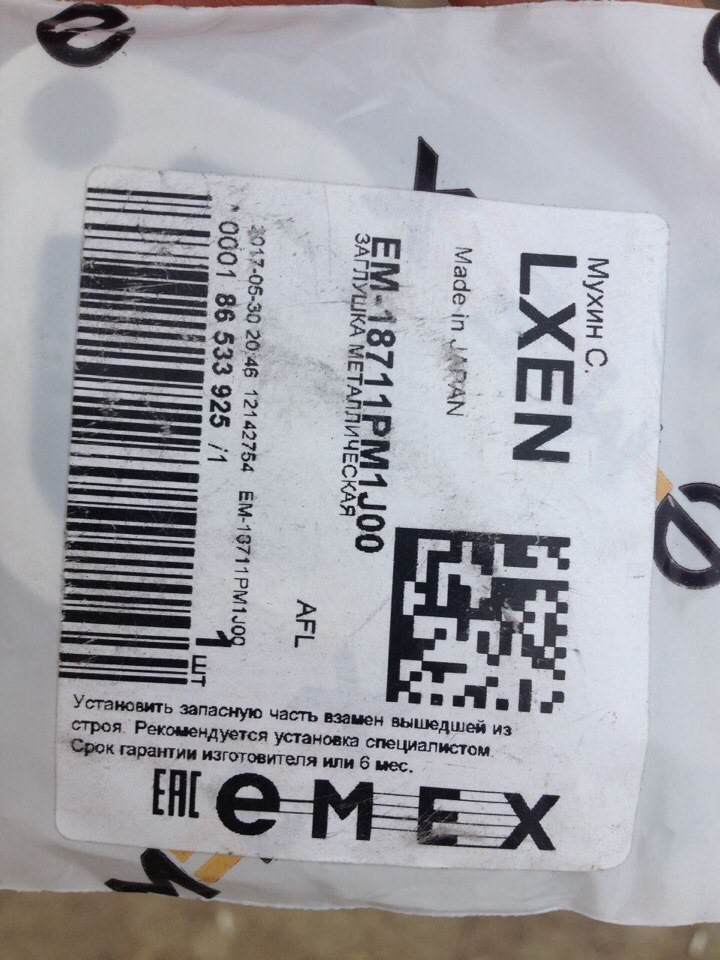 Мухин С.
LXEN
Made in JAPAN
EM-18711PM1J00
ЗАГЛУШКА МЕТАЛЛИЧЕСКАЯ
AFL
2017-05-30 20:46 12142754 EM-18711PM1J00
0001 86 533 925 /1
1 ЕТ
Установить запасную часть взамен вышедшей из
строя. Рекомендуется установка специалистом.
Срок гарантии изготовителя или 6 мес.
EAC emex